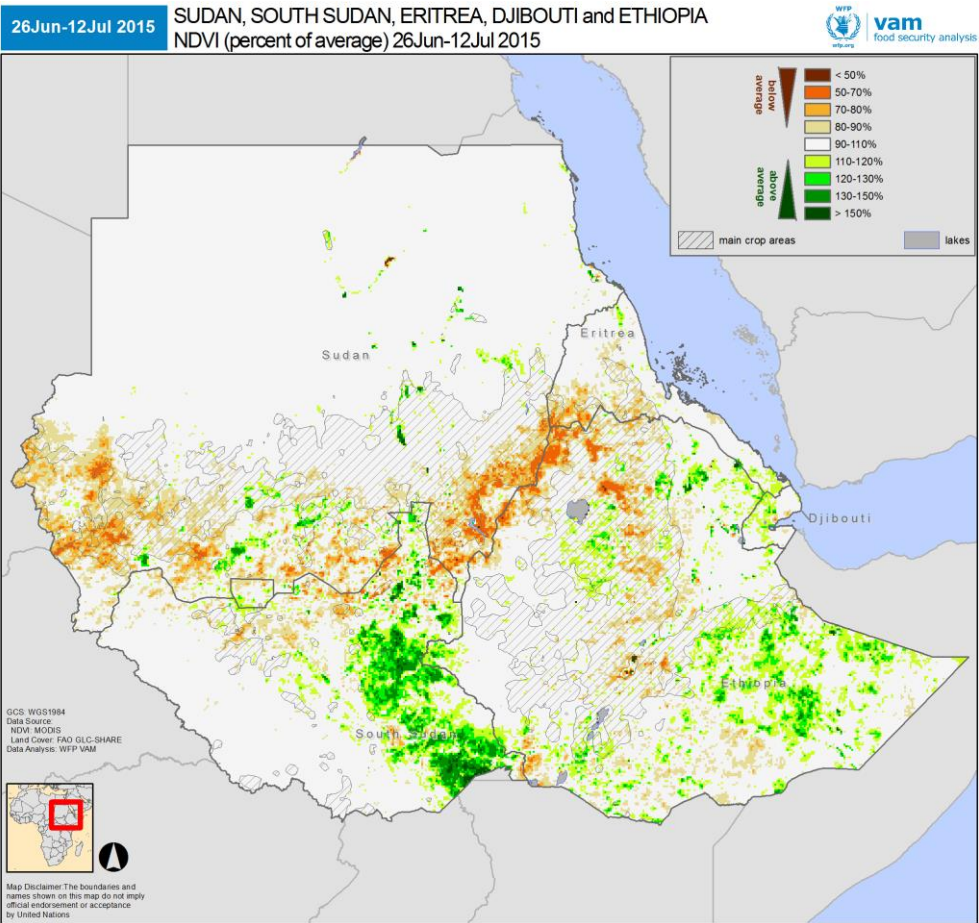 26Jun-12Jul 2015
SUDAN, SOUTH SUDAN, ERITREA, DJIBOUTI and ETHIOPIA
NDVI (percent of average) 26Jun-12Jul 2015
WFP
wfp.org
vam
food security analysis
below
average
above
average
< 50%
50-70%
70-80%
80-90%
90-110%
110-120%
120-130%
130-150%
> 150%
main crop areas
lakes
Eritrea
Sudan
Djibouti
Ethiopia
South Sudan
GCS: WGS1984
Data Source:
NDVI: MODIS
Land Cover: FAO GLC-SHARE
Data Analysis: WFP VAM
Map Disclaimer:The boundaries and
names shown on this map do not imply
official endorsement or acceptance
by United Nations